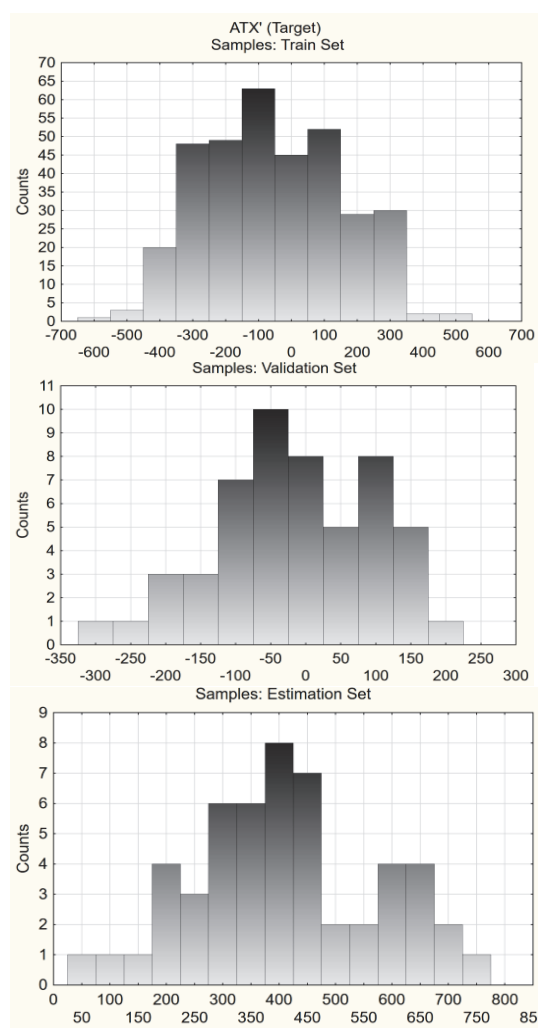 ATX' (Target)
Samples: Train Set
70
65
60
55
50
45
40
35
30
25
20
15
10
5
0
Counts
-700 -500 -300 -100 100 300 500 700
-600 -400 -200 0 200 400 600
Samples: Validation Set
11
10
9
8
7
6
5
4
3
2
1
0
Counts
-350 -250 -150 -50 50 150 250
-300 -200 -100 0 100 200 300
Samples: Estimation Set
9
8
7
6
5
4
3
2
1
0
Counts
0 100 200 300 400 500 600 700 800
50 150 250 350 450 550 650 750 85